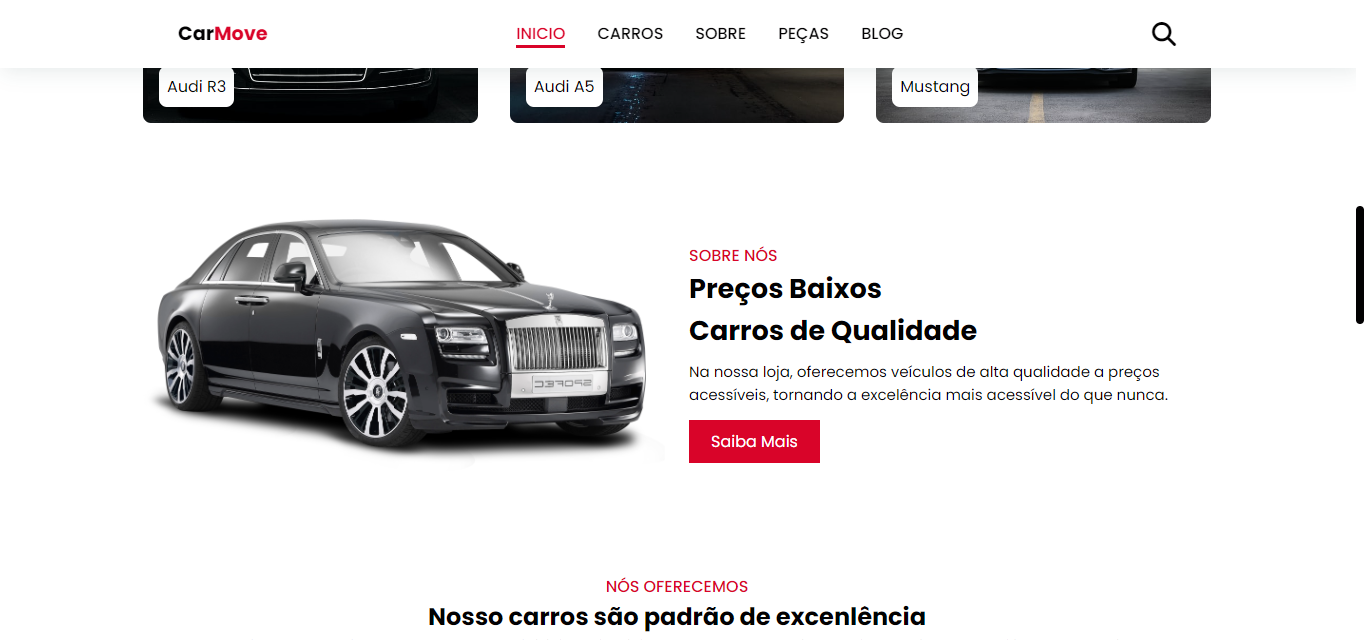 CarMove
INICIO
CARROS
SOBRE
PEÇAS
BLOG
Audi R3
Audi A5
Mustang
SOBRE NÓS
Preços Baixos
Carros de Qualidade
Na nossa loja, oferecemos veículos de alta qualidade a preços
acessíveis, tornando a excelência mais acessível do que nunca.
Saiba Mais
NÓS OFERECEMOS
Nosso carros são padrão de excenlência